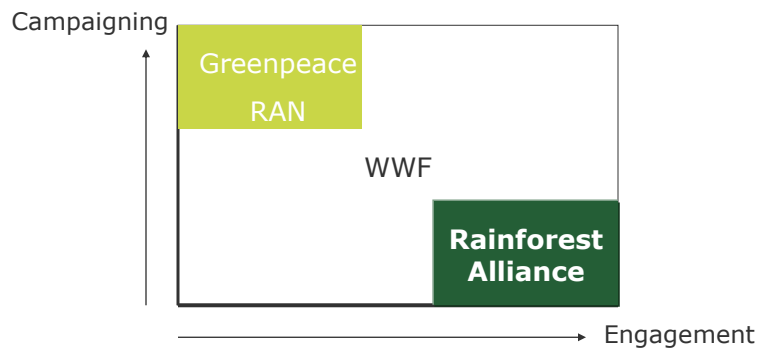 Campaigning
Greenpeace
RAN
WWF
Rainforest
Alliance
Engagement